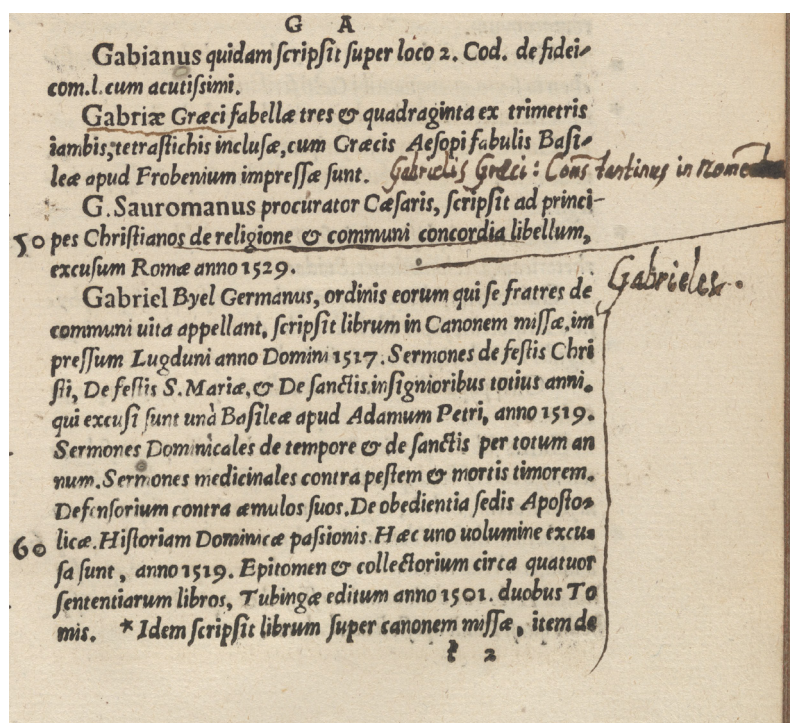 G A
Gabianus quidam scripsit super loco 2. Cod. de fidei-
com.l.cum acutissimi.
Gabriæ Græci fabellæ tres & quadraginta ex trimetris
iambis, tetrastichis inclusæ, cum Græcis Aesopi fabulis Basi-
leæ apud Frobenium impressæ sunt. Gabrielis Græci: Constantinus in
G. Sauromanus procurator Cæsaris, scripsit ad princi-
50 pes Christianos de religione & communi concordia libellum,
excusum Romæ anno 1529.
Gabrieles.
Gabriel Byel Germanus, ordinis eorum qui se fratres de
communi uita appellant, scripsit librum in Canonem missæ, im
pressum Lugduni anno Domini 1517. Sermones de festis Chri
sti, De festis S. Mariæ, & De sanctis insignioribus totius anni,
qui excusi sunt unà Basileæ apud Adamum Petri, anno 1519.
Sermones Dominicales de tempore & de sanctis per totum an
num. Sermones medicinales contra pestem & mortis timorem.
Defensorium contra æmulos suos. De obedientia sedis Aposto-
60 licæ. Historiam Dominicæ passionis. Hæc uno uolumine excu-
sa sunt, anno 1519. Epitomen & collectorium circa quatuor
sententiarum libros, Tubingæ editum anno 1501. duobus To
mis. * Idem scripsit librum super canonem missæ, item de
t 2